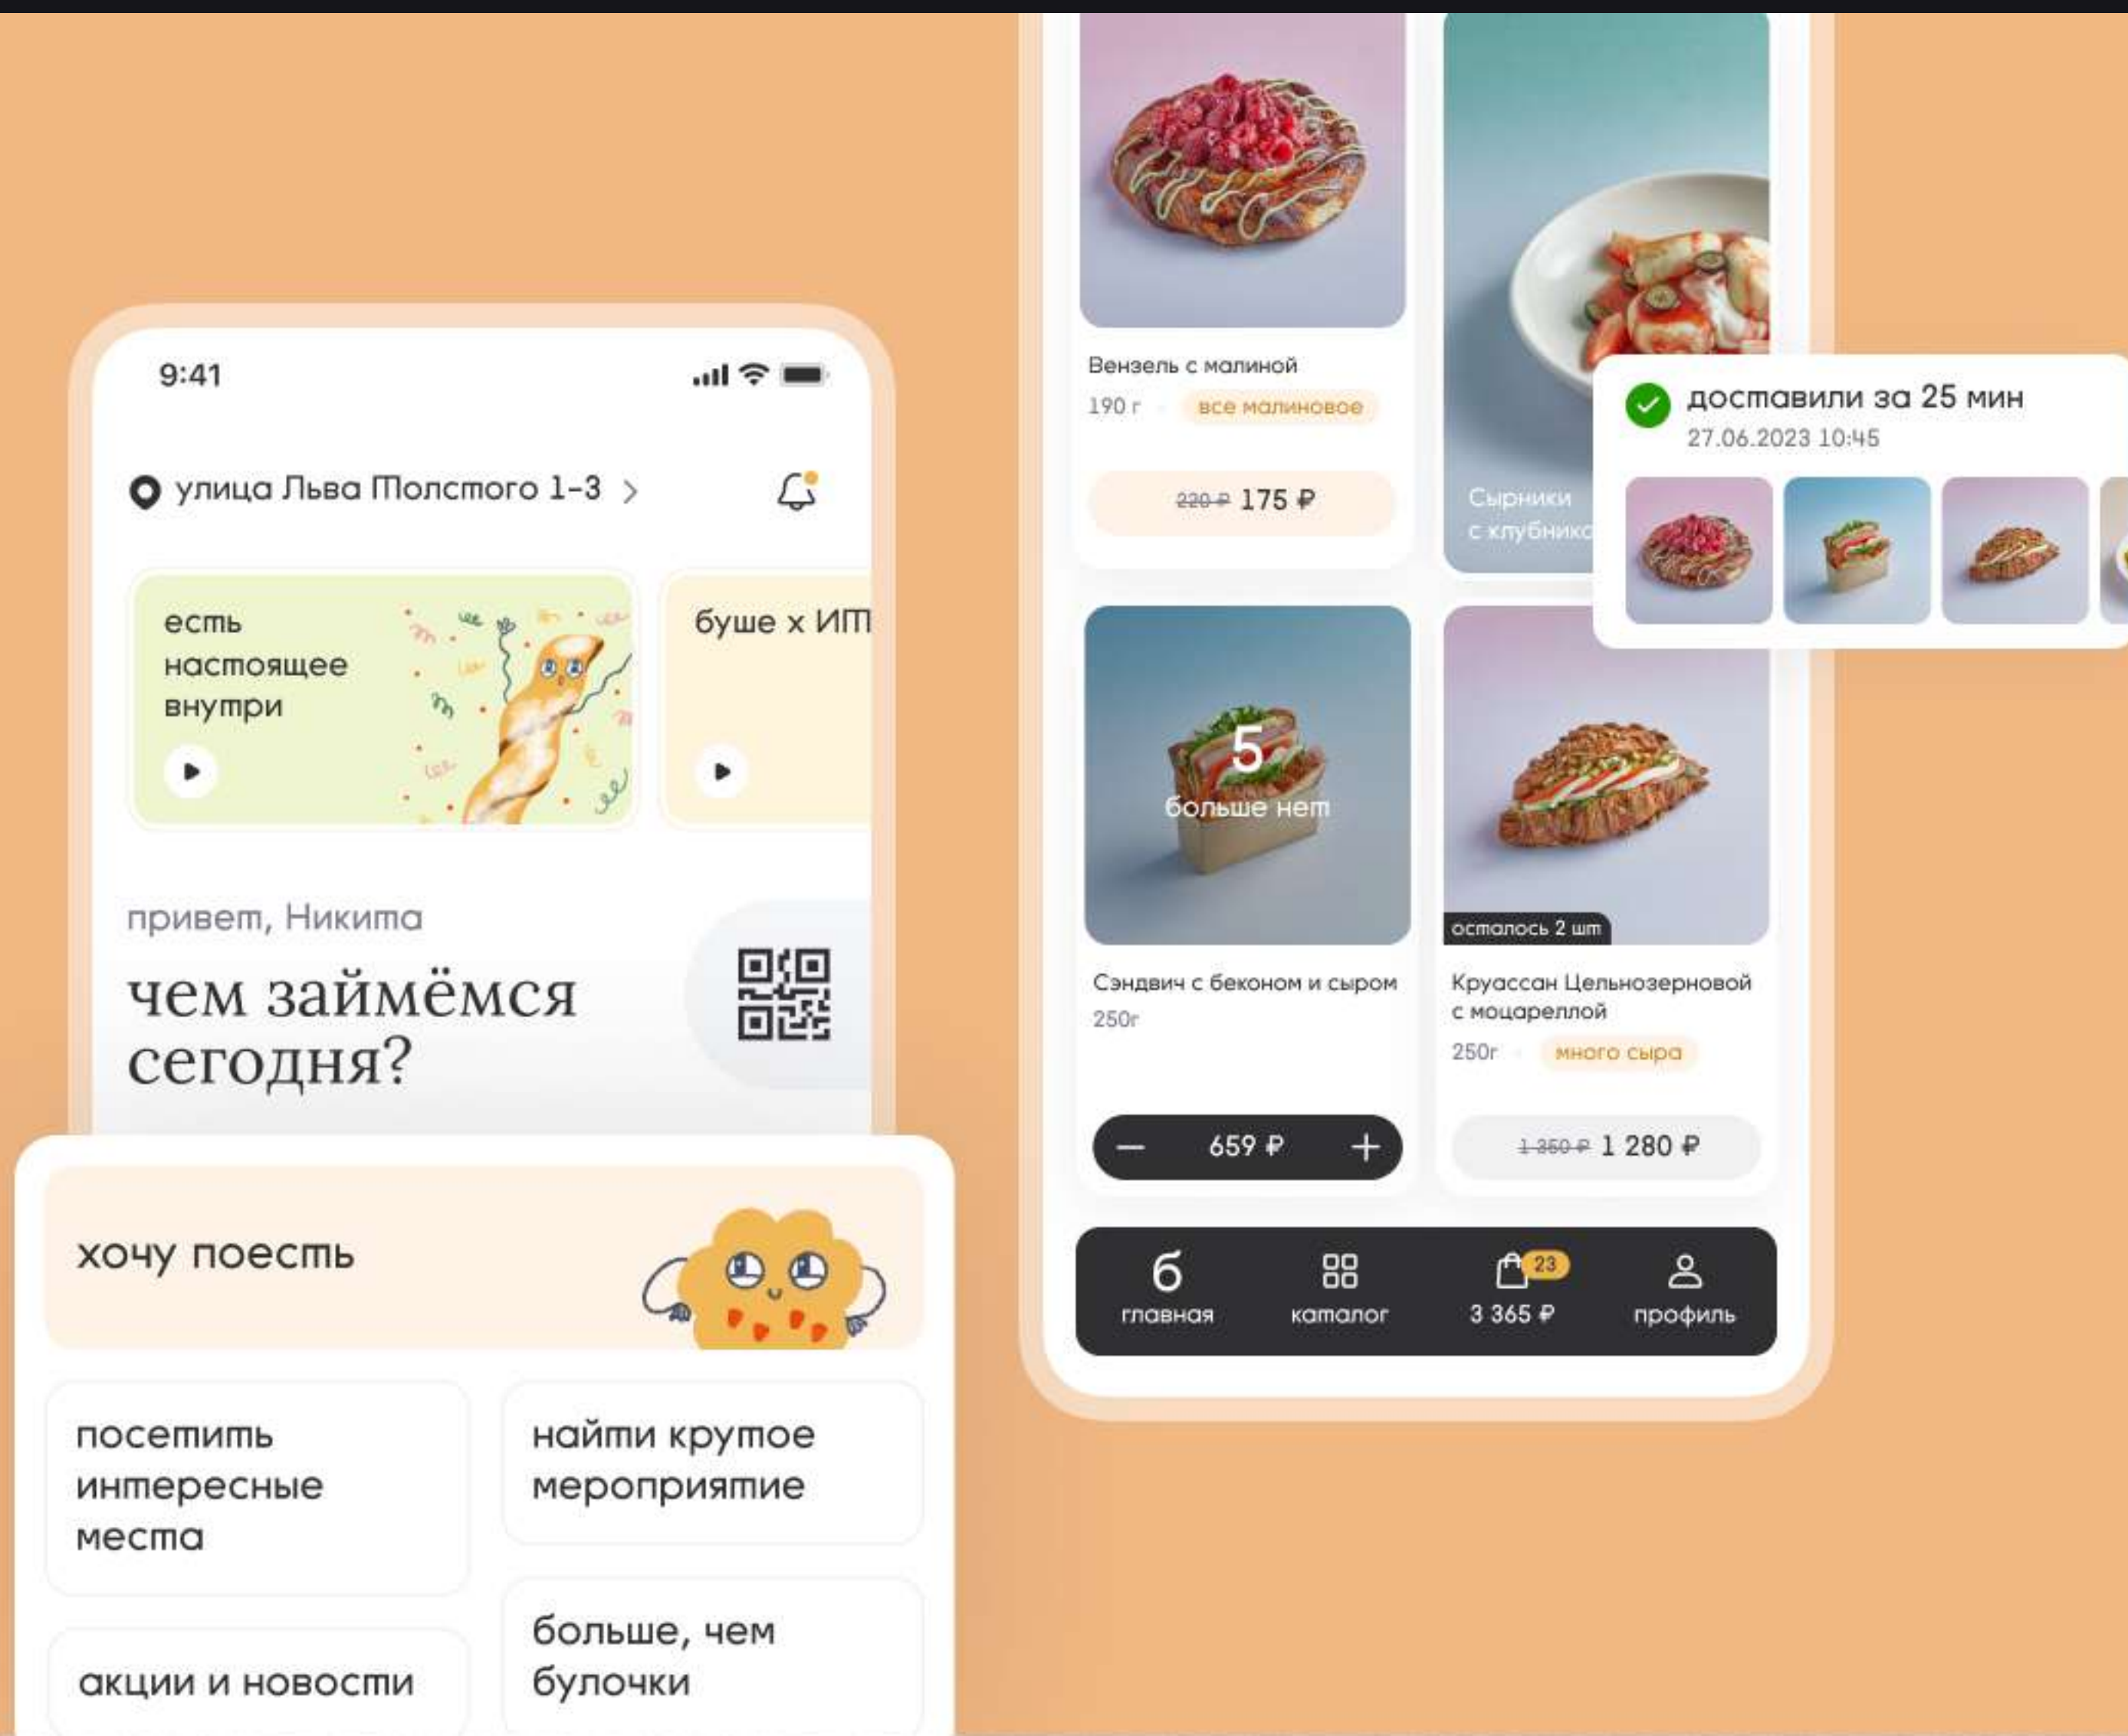 9:41
улица Льва Толстого 1-3
есть
настоящее
внутри
буше х ИТ
привет, Никита
чем займёмся
сегодня?
хочу поесть
посетить
интересные
места
найти крутое
мероприятие
акции и новости
больше, чем
булочки
Вензель с малиной
190 г
все малиновое
220 ₽ 175 ₽
Сырники
с клубнико
доставили за 25 мин
27.06.2023 10:45
5
больше нет
Сэндвич с беконом и сыром
250г
659 ₽
осталось 2 шт
Круассан Цельнозерновой
с моцареллой
250г
много сыра
1 350 ₽ 1 280 ₽
б
главная
каталог
23
3 365 ₽
профиль